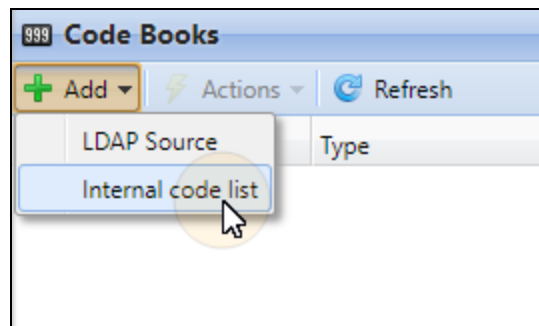 999 Code Books
Add Actions Refresh
LDAP Source
Type
Internal code list